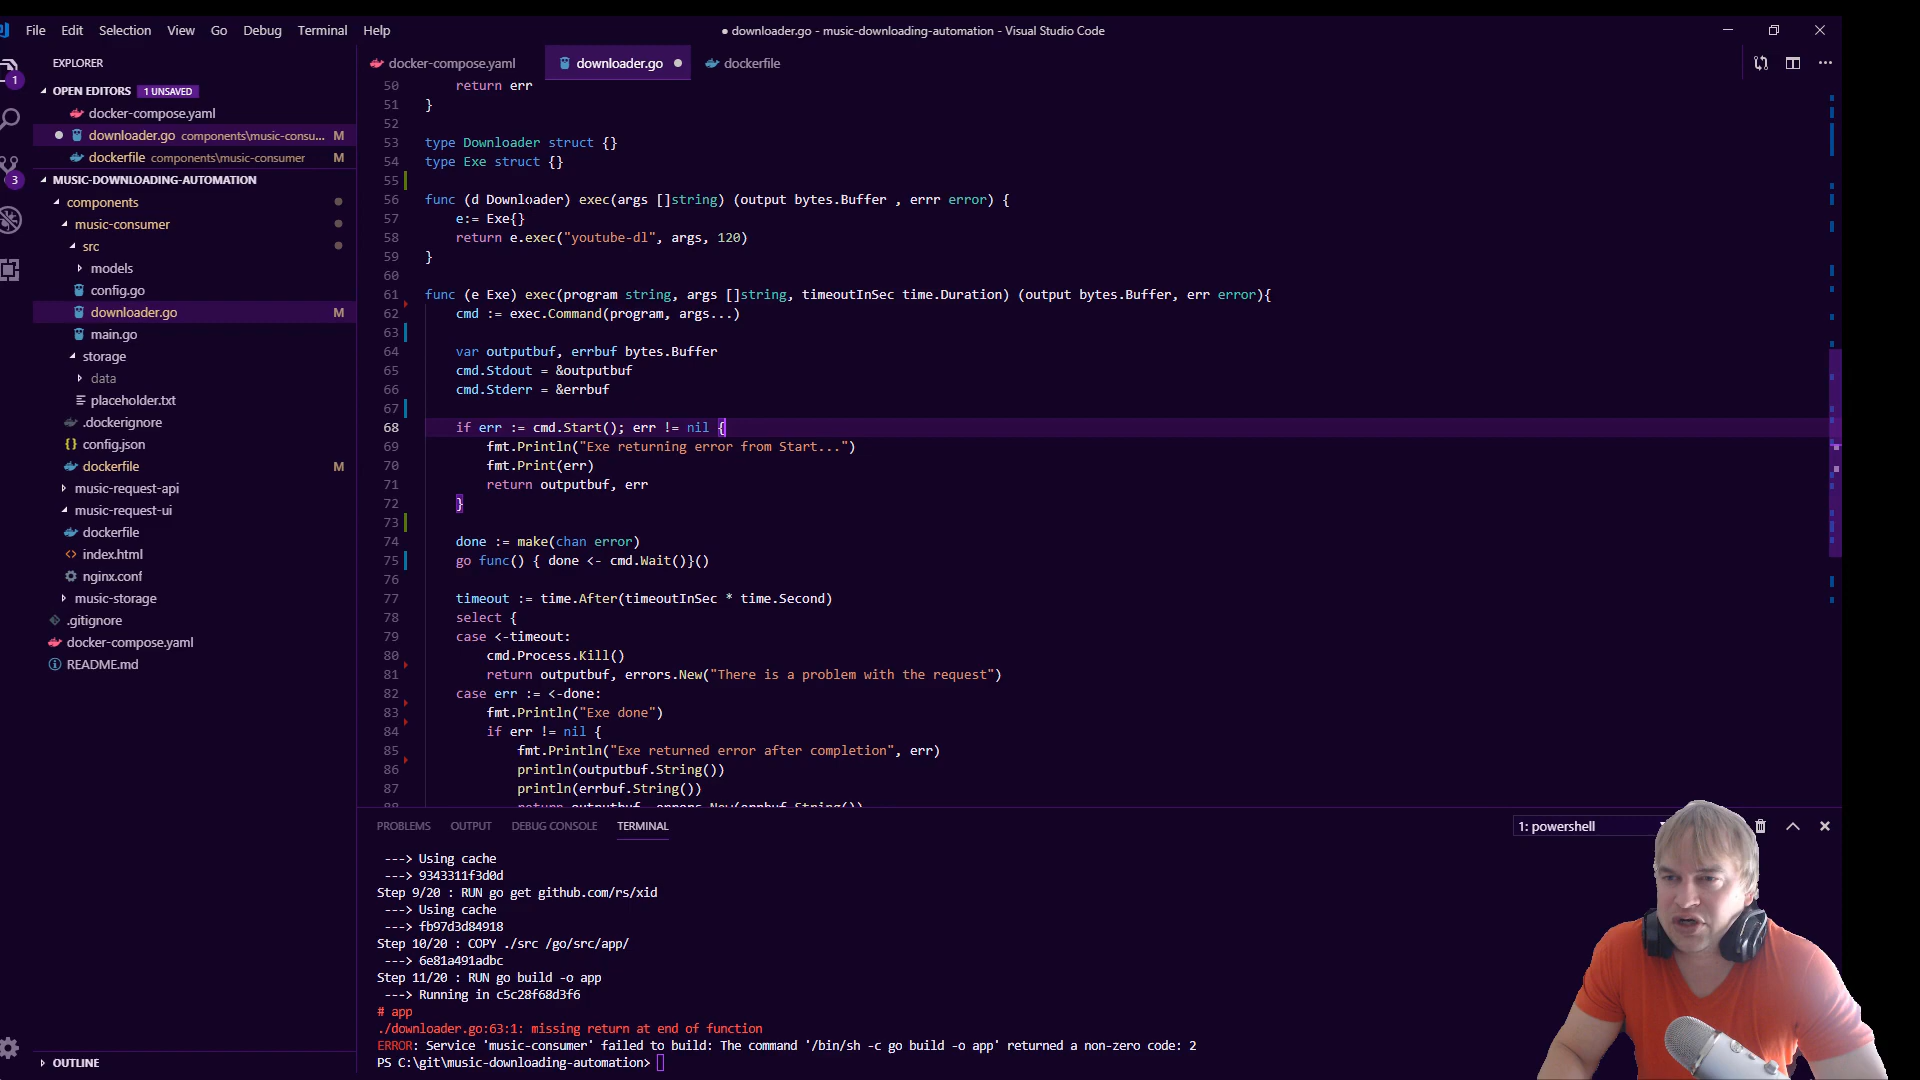 File Edit Selection View Go Debug Terminal Help
● downloader.go - music-downloading-automation - Visual Studio Code
EXPLORER
docker-compose.yaml
downloader.go
dockerfile
1
3
OPEN EDITORS 1 UNSAVED
docker-compose.yaml
downloader.go components\music-consu... M
dockerfile components\music-consumer M
MUSIC-DOWNLOADING-AUTOMATION
components
music-consumer
src
models
config.go
downloader.go M
main.go
storage
data
placeholder.txt
.dockerignore
config.json
dockerfile M
music-request-api
music-request-ui
dockerfile
index.html
nginx.conf
music-storage
.gitignore
docker-compose.yaml
README.md
OUTLINE
50 return err
51 }
52
53 type Downloader struct {}
54 type Exe struct {}
55
56 func (d Downloader) exec(args []string) (output bytes.Buffer , errr error) {
57 e:= Exe{}
58 return e.exec("youtube-dl", args, 120)
59 }
60
61 func (e Exe) exec(program string, args []string, timeoutInSec time.Duration) (output bytes.Buffer, err error){
62 cmd := exec.Command(program, args...)
63
64 var outputbuf, errbuf bytes.Buffer
65 cmd.Stdout = &outputbuf
66 cmd.Stderr = &errbuf
67
68 if err := cmd.Start(); err != nil {
69 fmt.Println("Exe returning error from Start...")
70 fmt.Print(err)
71 return outputbuf, err
72 }
73
74 done := make(chan error)
75 go func() { done <- cmd.Wait()}()
76
77 timeout := time.After(timeoutInSec * time.Second)
78 select {
79 case <-timeout:
80 cmd.Process.Kill()
81 return outputbuf, errors.New("There is a problem with the request")
82 case err := <-done:
83 fmt.Println("Exe done")
84 if err != nil {
85 fmt.Println("Exe returned error after completion", err)
86 println(outputbuf.String())
87 println(errbuf.String())
88 return outputbuf, errors.New(errbuf.String())
PROBLEMS OUTPUT DEBUG CONSOLE TERMINAL
1: powershell
---> Using cache
---> 9343311f3d0d
Step 9/20 : RUN go get github.com/rs/xid
---> Using cache
---> fb97d3d84918
Step 10/20 : COPY ./src /go/src/app/
---> 6e81a491adbc
Step 11/20 : RUN go build -o app
---> Running in c5c28f68d3f6
# app
./downloader.go:63:1: missing return at end of function
ERROR: Service 'music-consumer' failed to build: The command '/bin/sh -c go build -o app' returned a non-zero code: 2
PS C:\git\music-downloading-automation>